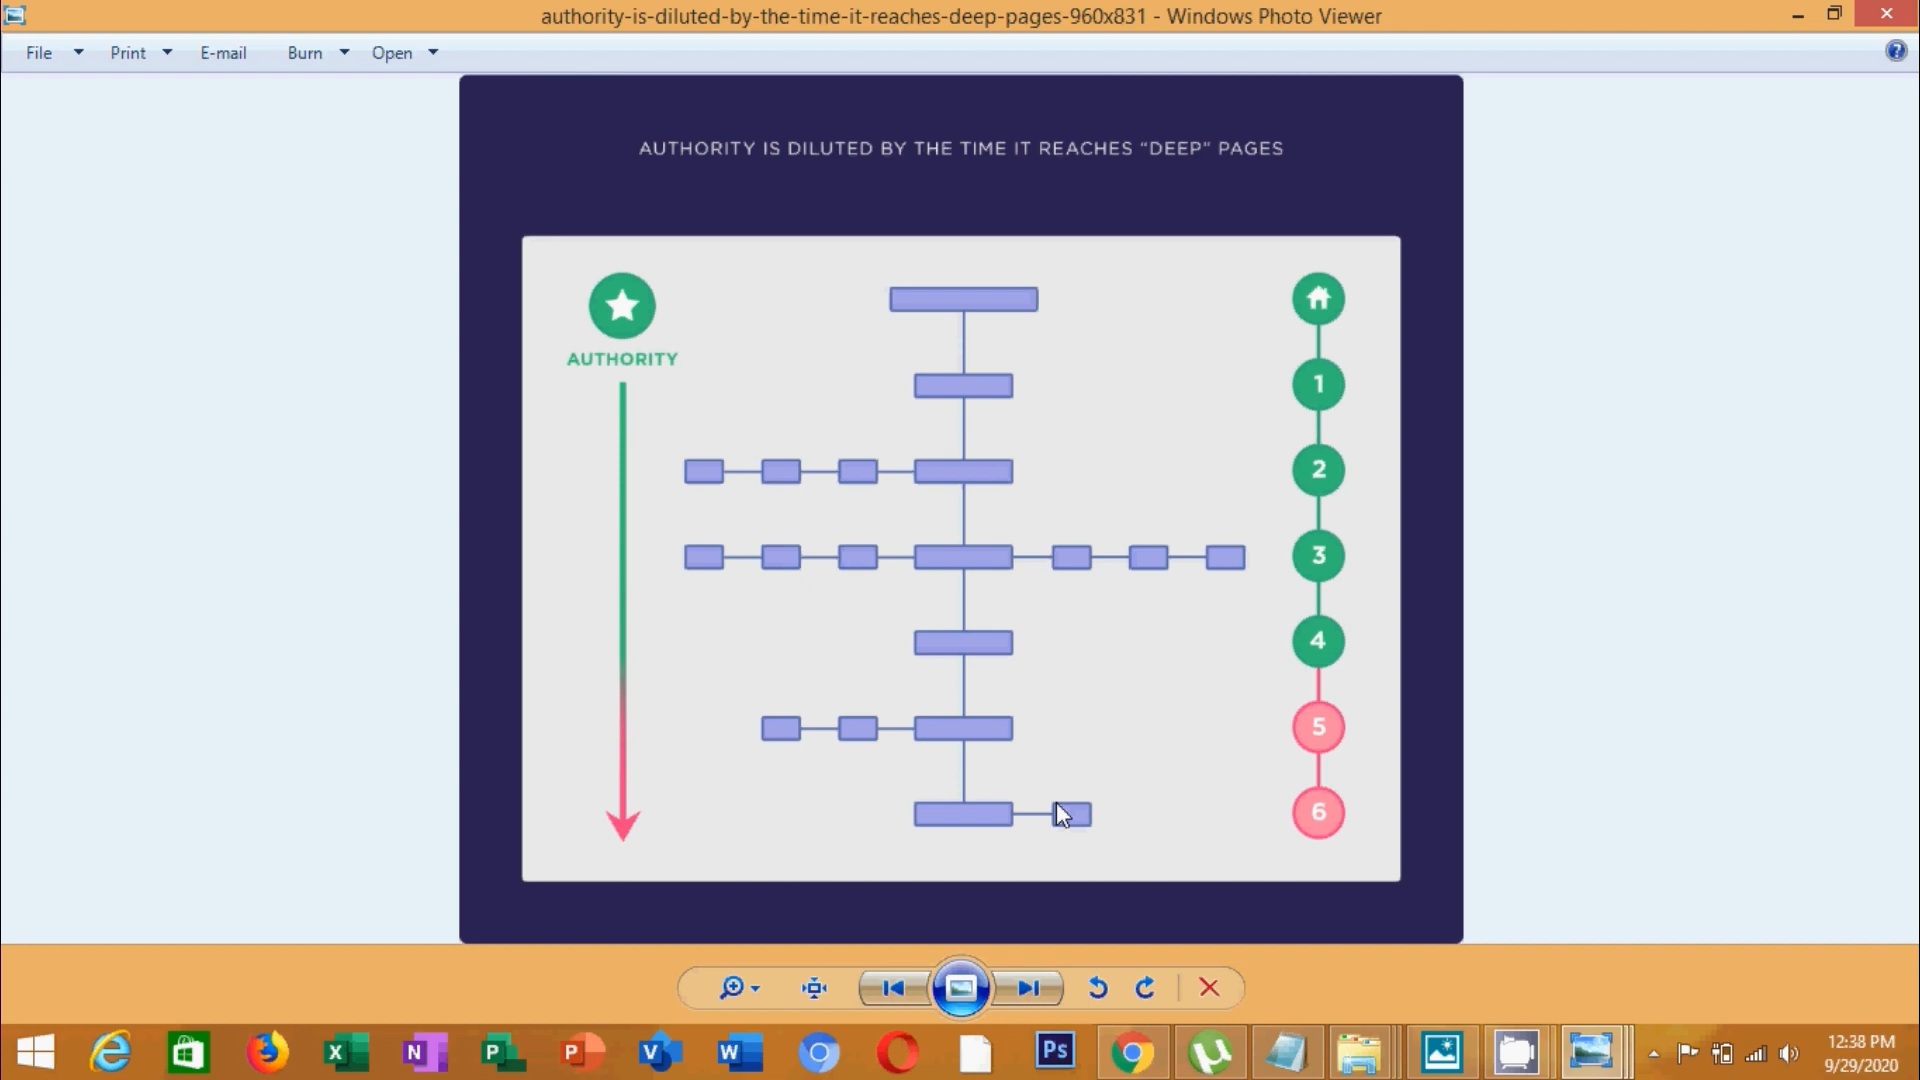 authority-is-diluted-by-the-time-it-reaches-deep-pages-960x831 - Windows Photo Viewer
File Print E-mail Burn Open
AUTHORITY IS DILUTED BY THE TIME IT REACHES “DEEP” PAGES
AUTHORITY
1
2
3
4
5
6
12:38 PM
9/29/2020